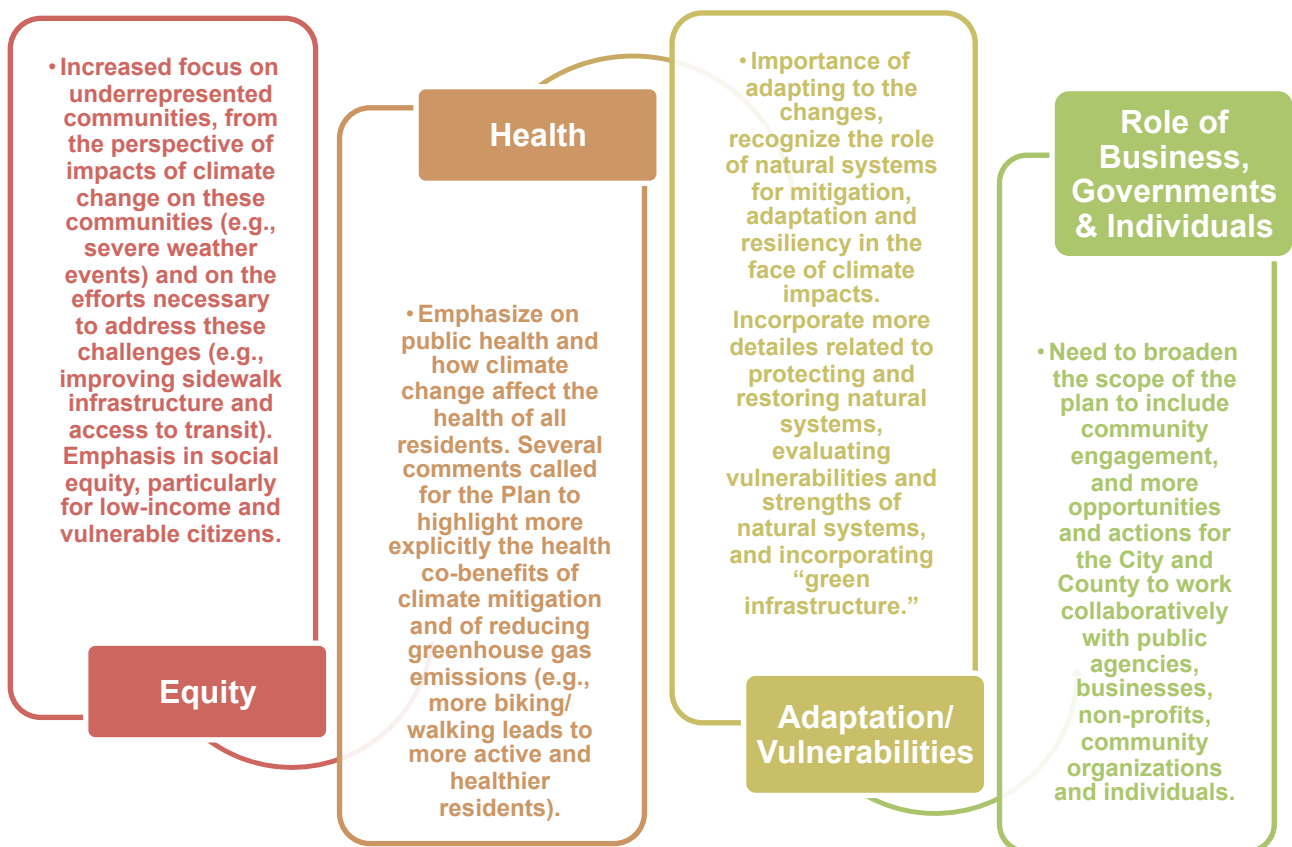 • Increased focus on
underrepresented
communities, from
the perspective of
impacts of climate
change on these
communities (e.g.,
severe weather
events) and on the
efforts necessary
to address these
challenges (e.g.,
improving sidewalk
infrastructure and
access to transit).
Emphasis in social
equity, particularly
for low-income and
vulnerable citizens.
Equity
Health
• Emphasize on
public health and
how climate
change affect the
health of all
residents. Several
comments called
for the Plan to
highlight more
explicitly the health
co-benefits of
climate mitigation
and of reducing
greenhouse gas
emissions (e.g.,
more biking/
walking leads to
more active and
healthier
residents).
• Importance of
adapting to the
changes,
recognize the role
of natural systems
for mitigation,
adaptation and
resiliency in the
face of climate
impacts.
Incorporate more
detailes related to
protecting and
restoring natural
systems,
evaluating
vulnerabilities and
strengths of
natural systems,
and incorporating
“green
infrastructure.”
Adaptation/
Vulnerabilities
Role of
Business,
Governments
& Individuals
• Need to broaden
the scope of the
plan to include
community
engagement,
and more
opportunities
and actions for
the City and
County to work
collaboratively
with public
agencies,
businesses,
non-profits,
community
organizations
and individuals.